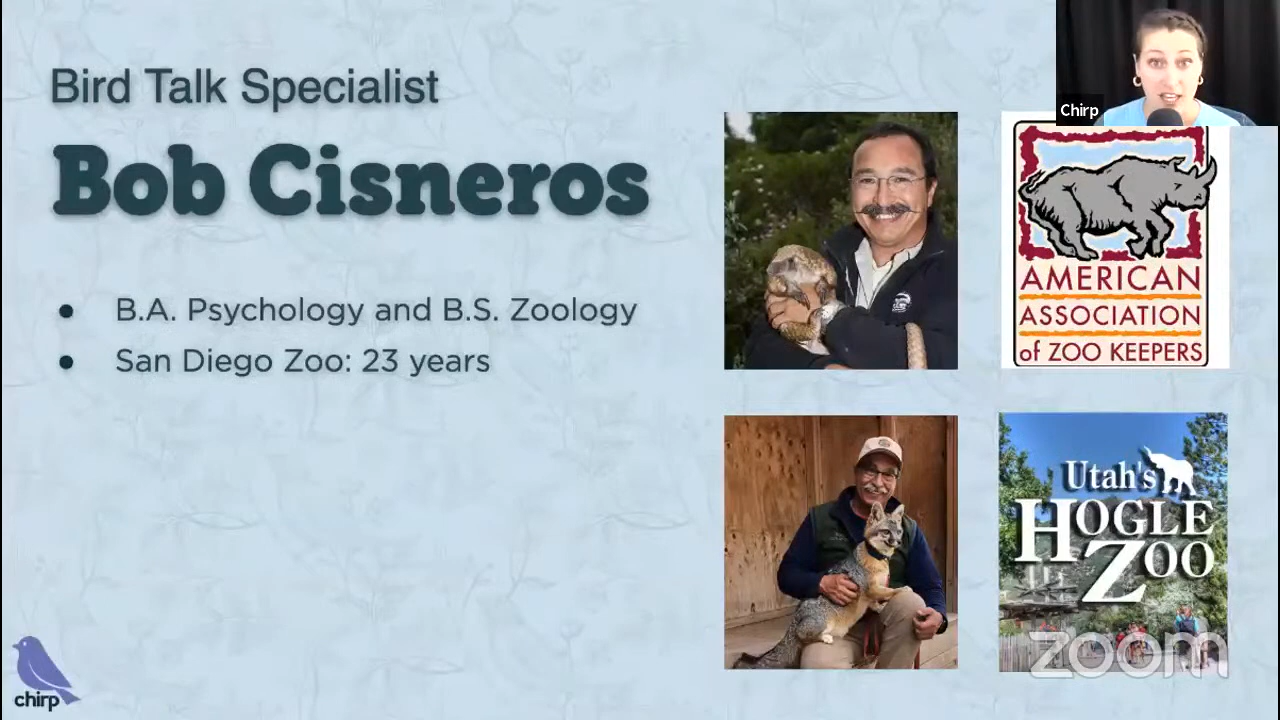 Bird Talk Specialist
Bob Cisneros
● B.A. Psychology and B.S. Zoology
● San Diego Zoo: 23 years
Chirp
AMERICAN
ASSOCIATION
of ZOO KEEPERS
Utah's
HOGLE
ZOO
zoom
chirp